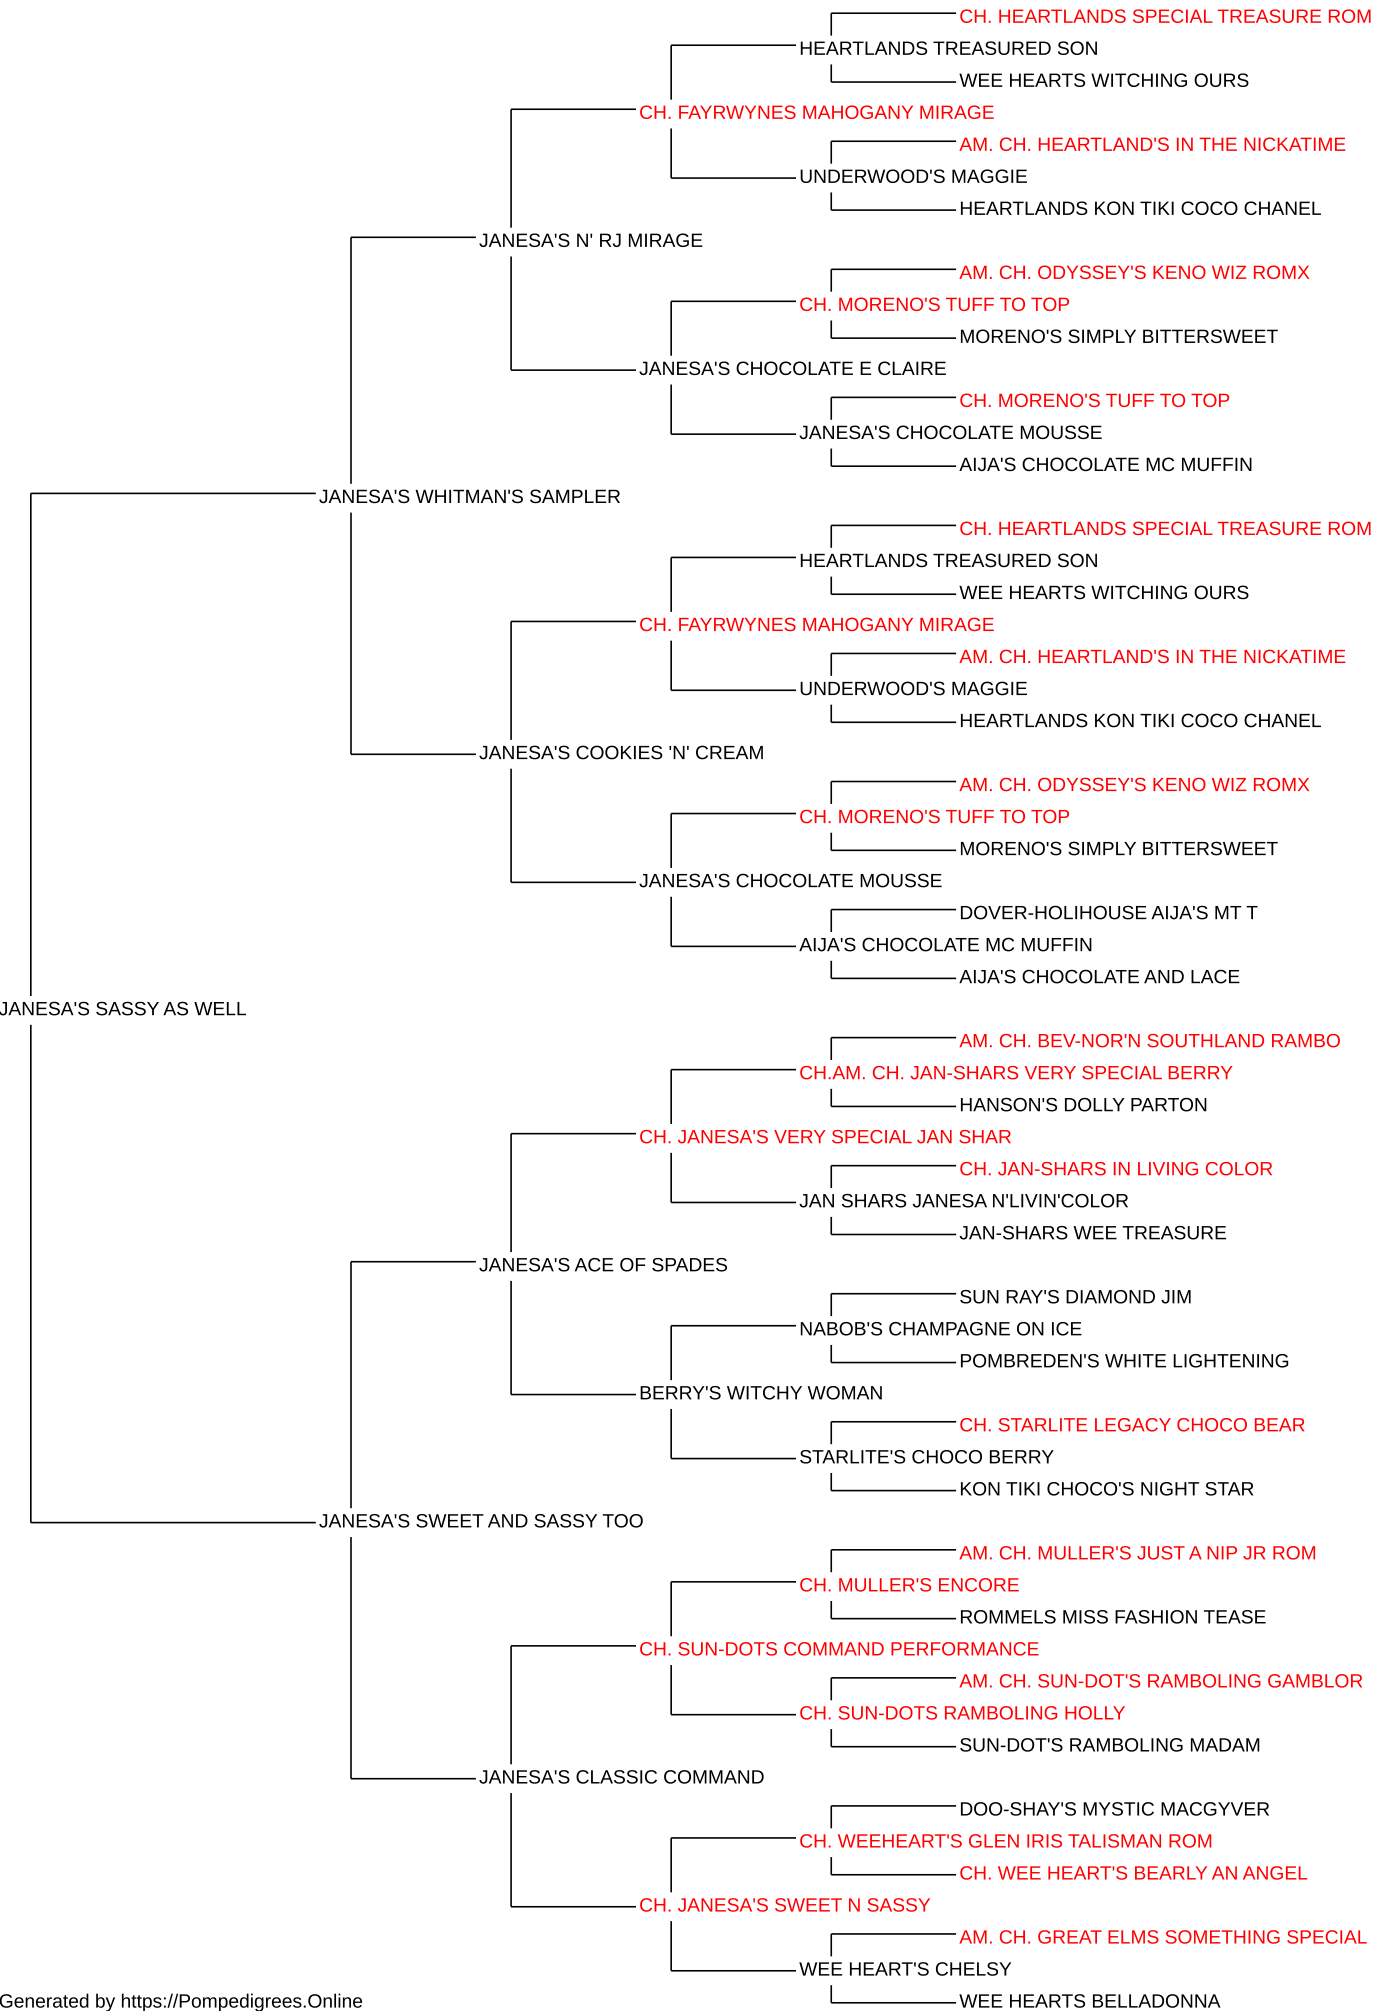 CH. HEARTLANDS SPECIAL TREASURE ROM
HEARTLANDS TREASURED SON
WEE HEARTS WITCHING OURS
CH. FAYRWYNES MAHOGANY MIRAGE
AM. CH. HEARTLAND'S IN THE NICKATIME
UNDERWOOD'S MAGGIE
HEARTLANDS KON TIKI COCO CHANEL
JANESA'S N' RJ MIRAGE
AM. CH. ODYSSEY'S KENO WIZ ROMX
CH. MORENO'S TUFF TO TOP
MORENO'S SIMPLY BITTERSWEET
JANESA'S CHOCOLATE E CLAIRE
CH. MORENO'S TUFF TO TOP
JANESA'S CHOCOLATE MOUSSE
AIJA'S CHOCOLATE MC MUFFIN
JANESA'S WHITMAN'S SAMPLER
CH. HEARTLANDS SPECIAL TREASURE ROM
HEARTLANDS TREASURED SON
WEE HEARTS WITCHING OURS
CH. FAYRWYNES MAHOGANY MIRAGE
AM. CH. HEARTLAND'S IN THE NICKATIME
UNDERWOOD'S MAGGIE
HEARTLANDS KON TIKI COCO CHANEL
JANESA'S COOKIES 'N' CREAM
AM. CH. ODYSSEY'S KENO WIZ ROMX
CH. MORENO'S TUFF TO TOP
MORENO'S SIMPLY BITTERSWEET
JANESA'S CHOCOLATE MOUSSE
DOVER-HOLIHOUSE AIJA'S MT T
AIJA'S CHOCOLATE MC MUFFIN
AIJA'S CHOCOLATE AND LACE
JANESA'S SASSY AS WELL
AM. CH. BEV-NOR'N SOUTHLAND RAMBO
CH.AM. CH. JAN-SHARS VERY SPECIAL BERRY
HANSON'S DOLLY PARTON
CH. JANESA'S VERY SPECIAL JAN SHAR
CH. JAN-SHARS IN LIVING COLOR
JAN SHARS JANESA N'LIVIN'COLOR
JAN-SHARS WEE TREASURE
JANESA'S ACE OF SPADES
SUN RAY'S DIAMOND JIM
NABOB'S CHAMPAGNE ON ICE
POMBREDEN'S WHITE LIGHTENING
BERRY'S WITCHY WOMAN
CH. STARLITE LEGACY CHOCO BEAR
STARLITE'S CHOCO BERRY
KON TIKI CHOCO'S NIGHT STAR
JANESA'S SWEET AND SASSY TOO
AM. CH. MULLER'S JUST A NIP JR ROM
CH. MULLER'S ENCORE
ROMMELS MISS FASHION TEASE
CH. SUN-DOTS COMMAND PERFORMANCE
AM. CH. SUN-DOT'S RAMBOLING GAMBLOR
CH. SUN-DOTS RAMBOLING HOLLY
SUN-DOT'S RAMBOLING MADAM
JANESA'S CLASSIC COMMAND
DOO-SHAY'S MYSTIC MACGYVER
CH. WEEHEART'S GLEN IRIS TALISMAN ROM
CH. WEE HEART'S BEARLY AN ANGEL
CH. JANESA'S SWEET N SASSY
AM. CH. GREAT ELMS SOMETHING SPECIAL
WEE HEART'S CHELSY
WEE HEARTS BELLADONNA
Generated by https://Pompedigrees.Online